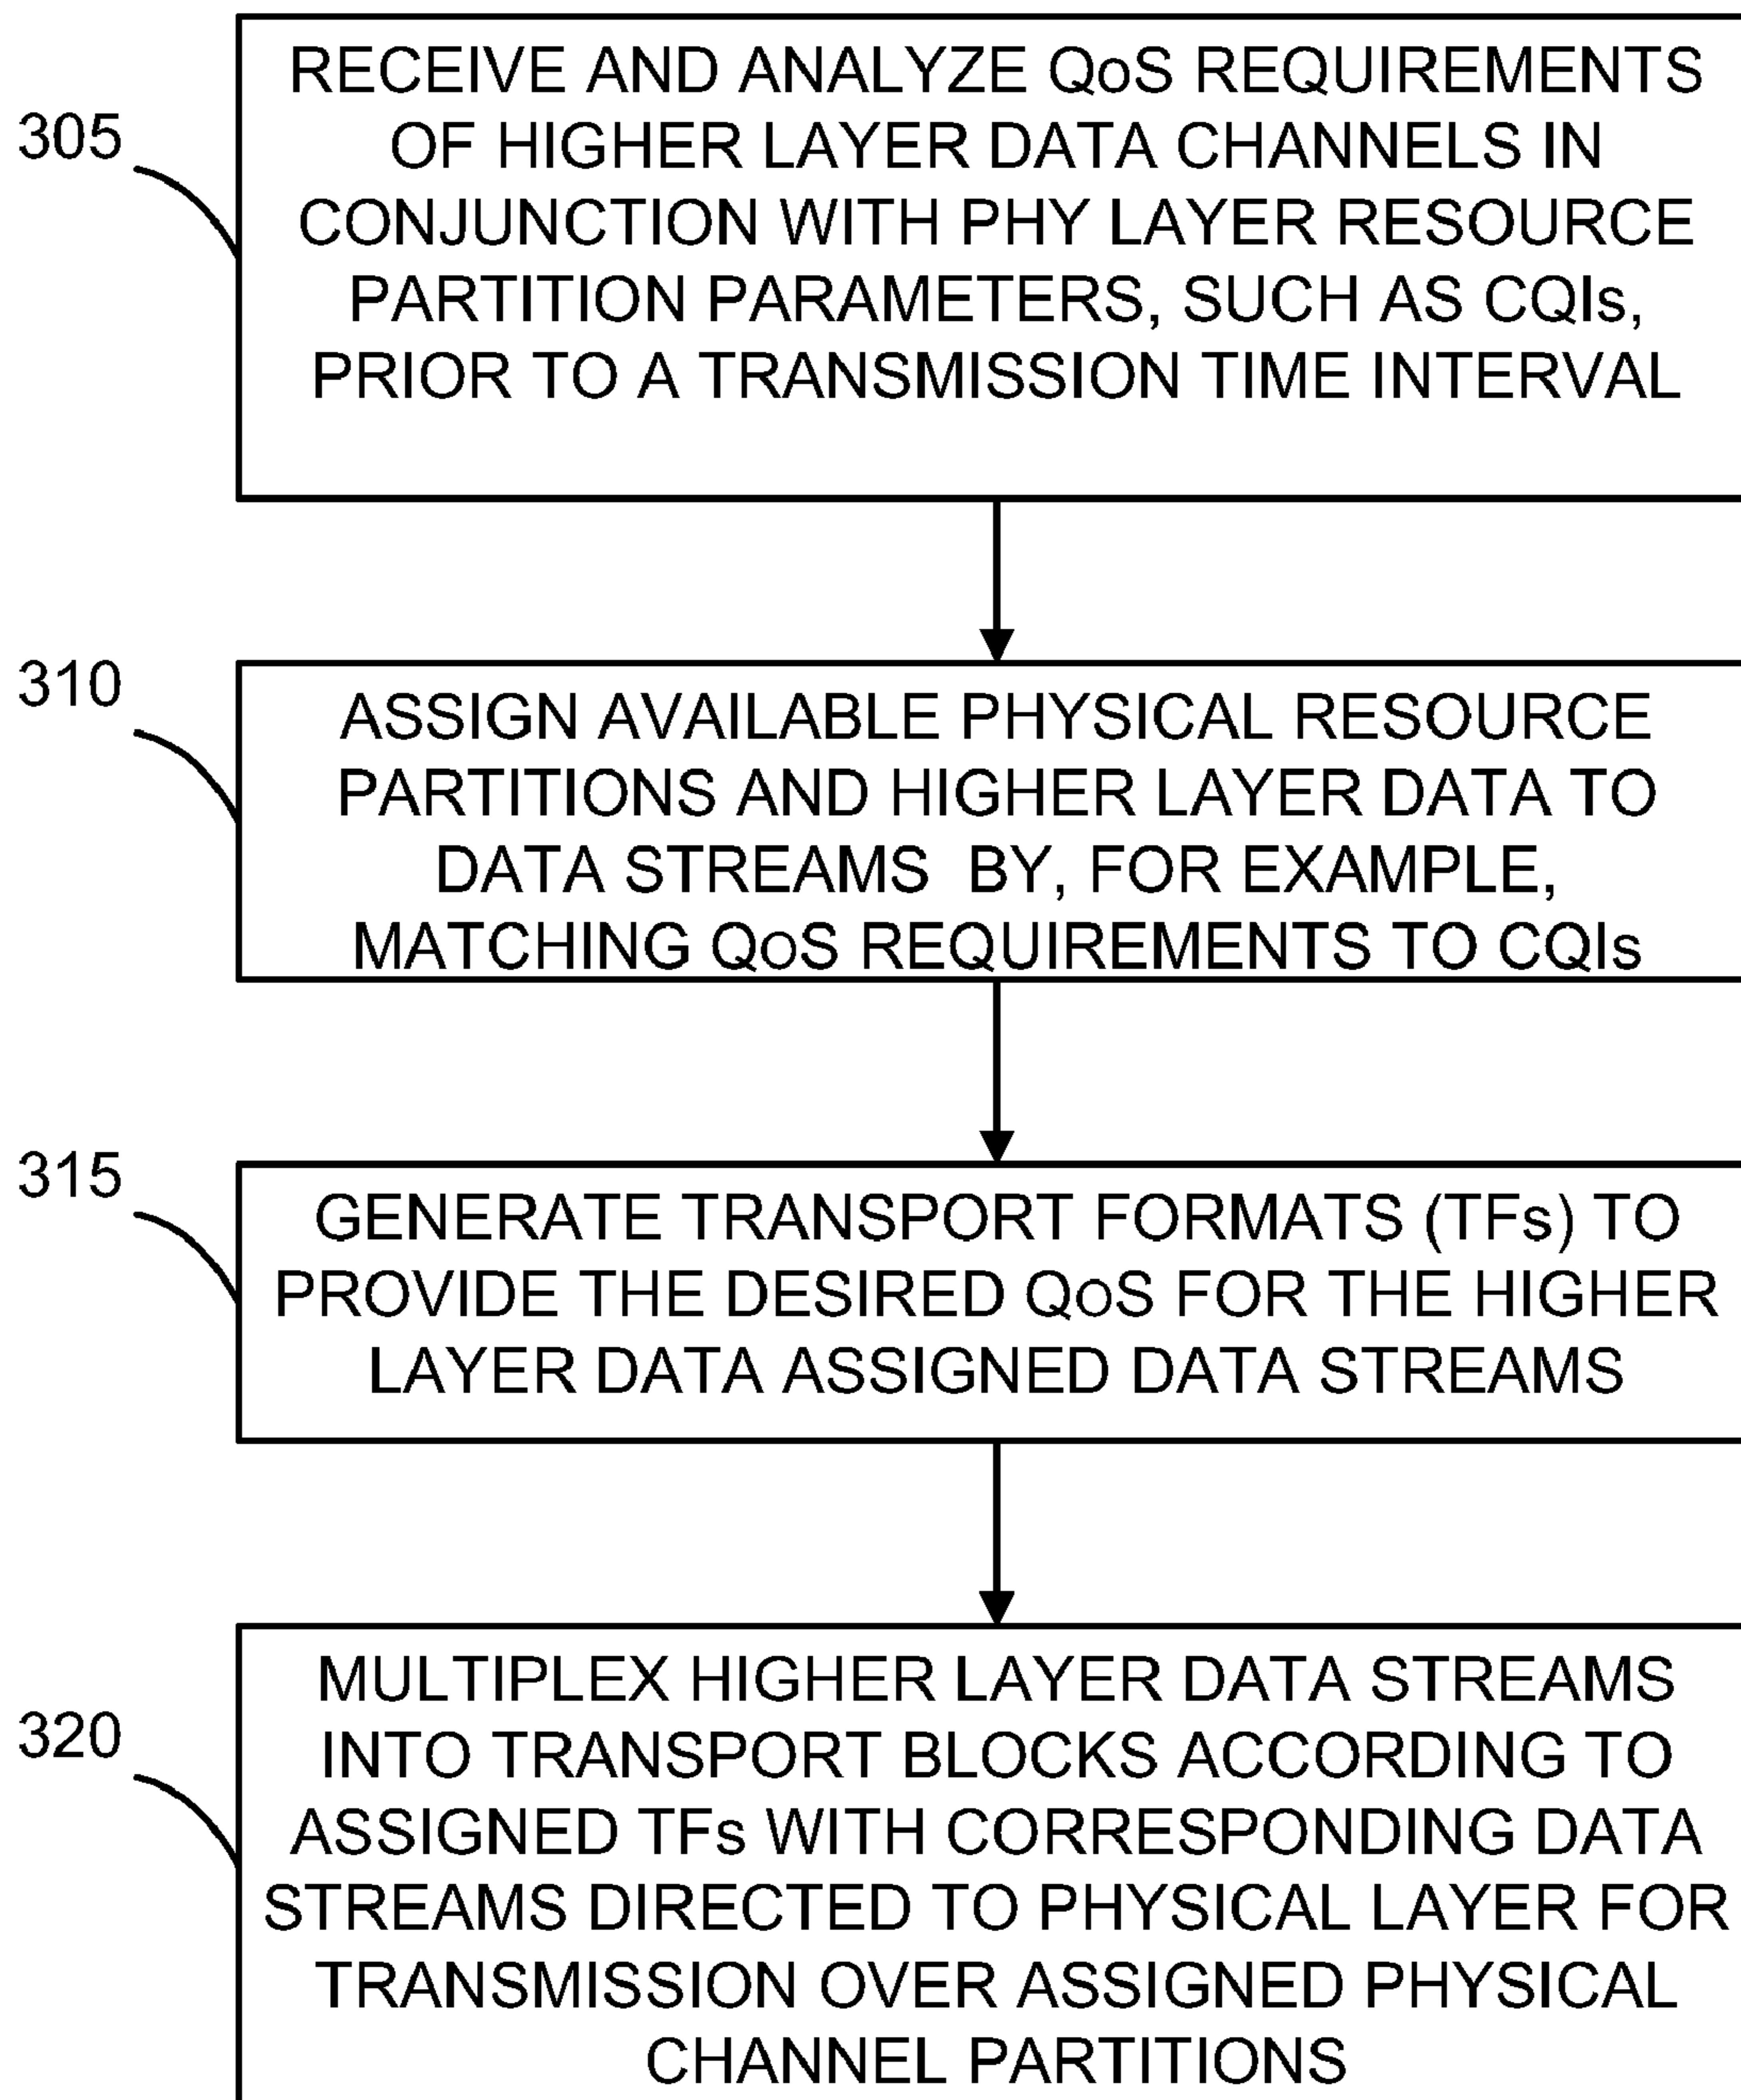 305
RECEIVE AND ANALYZE QoS REQUIREMENTS
OF HIGHER LAYER DATA CHANNELS IN
CONJUNCTION WITH PHY LAYER RESOURCE
PARTITION PARAMETERS, SUCH AS CQIs,
PRIOR TO A TRANSMISSION TIME INTERVAL
310
ASSIGN AVAILABLE PHYSICAL RESOURCE
PARTITIONS AND HIGHER LAYER DATA TO
DATA STREAMS BY, FOR EXAMPLE,
MATCHING QoS REQUIREMENTS TO CQIs
315
GENERATE TRANSPORT FORMATS (TFs) TO
PROVIDE THE DESIRED QoS FOR THE HIGHER
LAYER DATA ASSIGNED DATA STREAMS
320
MULTIPLEX HIGHER LAYER DATA STREAMS
INTO TRANSPORT BLOCKS ACCORDING TO
ASSIGNED TFs WITH CORRESPONDING DATA
STREAMS DIRECTED TO PHYSICAL LAYER FOR
TRANSMISSION OVER ASSIGNED PHYSICAL
CHANNEL PARTITIONS